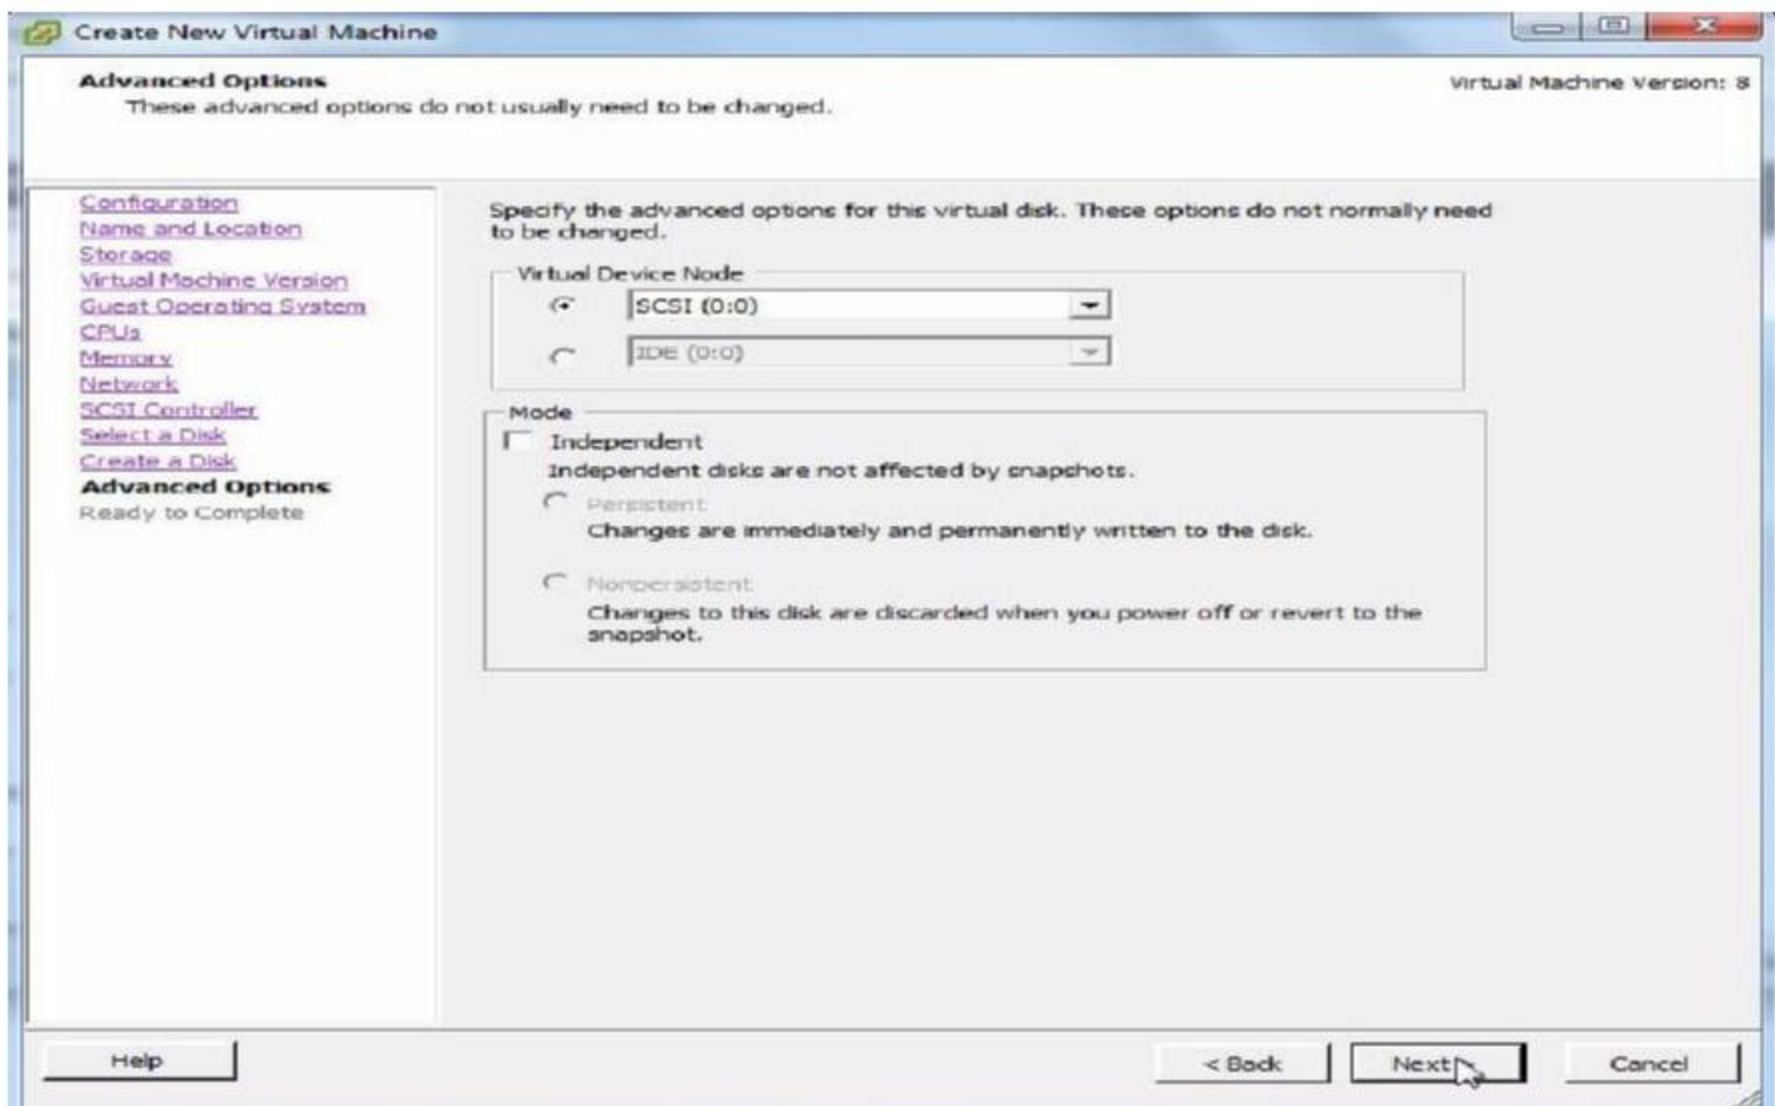 Create New Virtual Machine
Advanced Options
These advanced options do not usually need to be changed.
Virtual Machine Version: 8
Configuration
Name and Location
Storage
Virtual Machine Version
Guest Operating System
CPUs
Memory
Network
SCSI Controller
Select a Disk
Create a Disk
Advanced Options
Ready to Complete
Specify the advanced options for this virtual disk. These options do not normally need
to be changed.
Virtual Device Node
SCSI (0:0)
IDE (0:0)
Mode
Independent
Independent disks are not affected by snapshots.
Persistent
Changes are immediately and permanently written to the disk.
Nonpersistent
Changes to this disk are discarded when you power off or revert to the
snapshot.
Help
< Back
Next >
Cancel